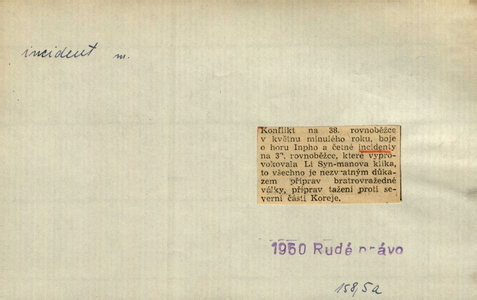 incident m.
Konflikt na 38. rovnoběžce
v květnu minulého roku, boje
o horu Inpho a četné incidenty
na 38. rovnoběžce, které vypro-
vokovala Li Syn-manova klika,
to všechno je nezvratným důka-
zem příprav bratrovražedné
války, příprav tažení proti se-
verní části Koreje.
1950 Rudé právo
158,5a